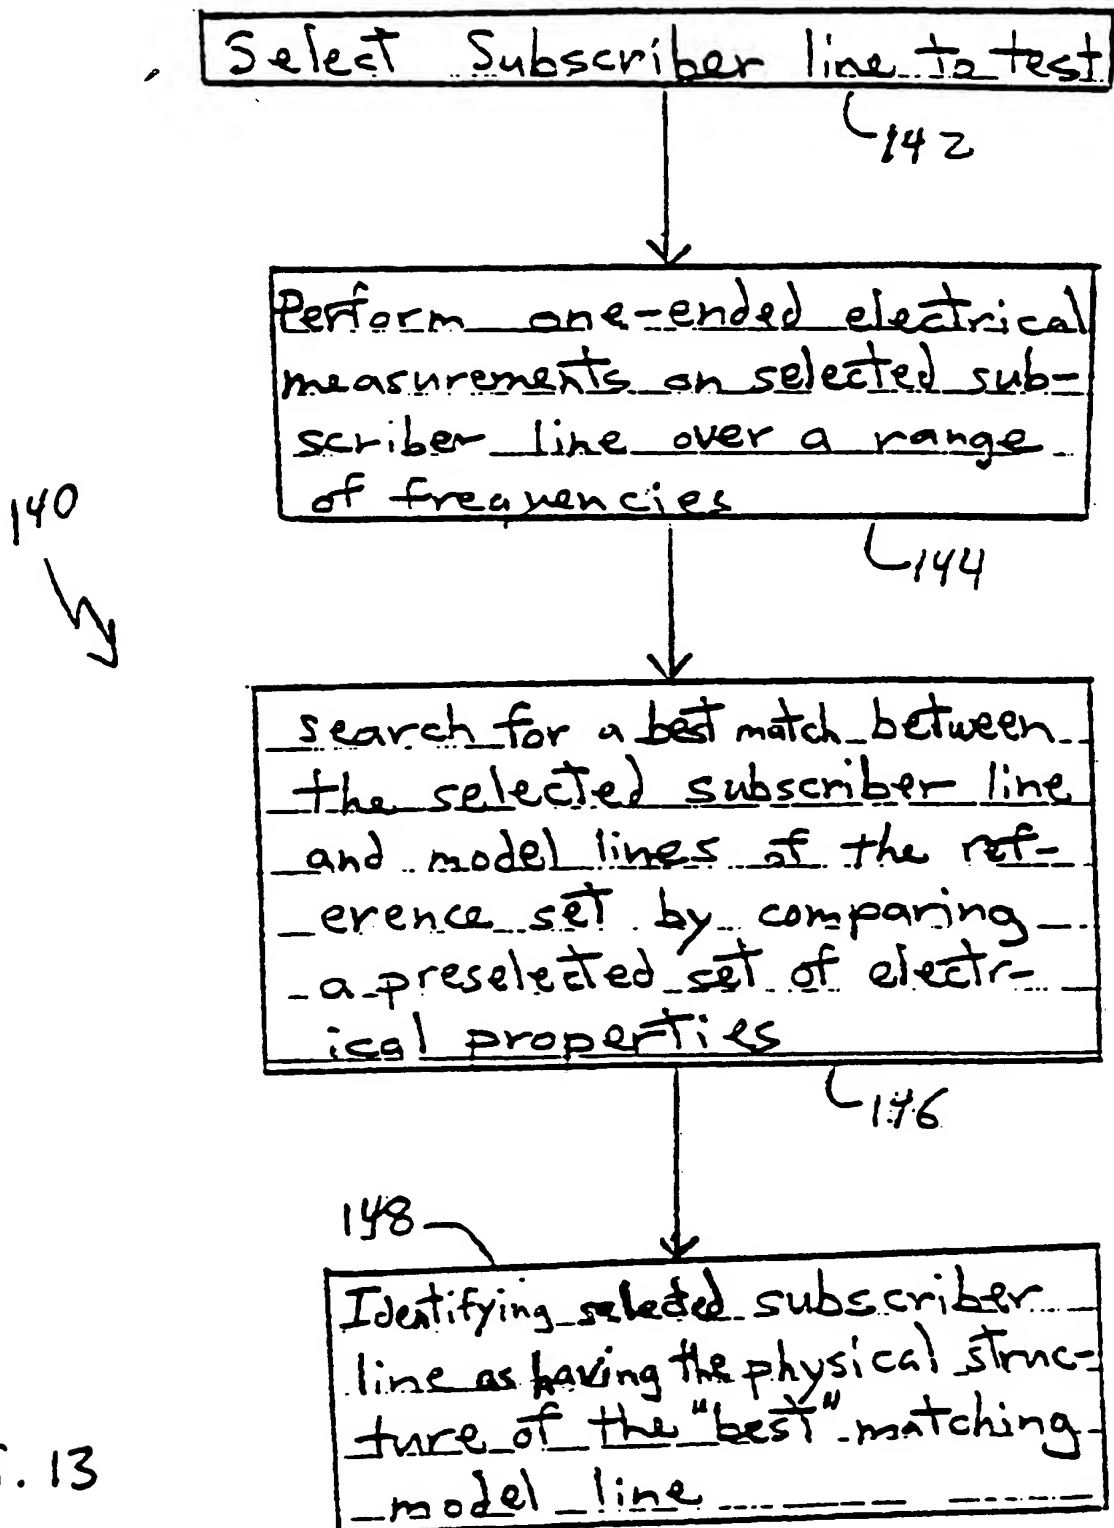 Select Subscriber line to test
142
Perform one-ended electrical
measurements on selected sub-
scriber line over a range
of frequencies
144
140
search for a best match between
the selected subscriber line
and model lines of the ref-
erence set by comparing
a preselected set of electr-
ical properties
146
148
Identifying selected subscriber
line as having the physical struc-
ture of the "best" matching
model line
. 13